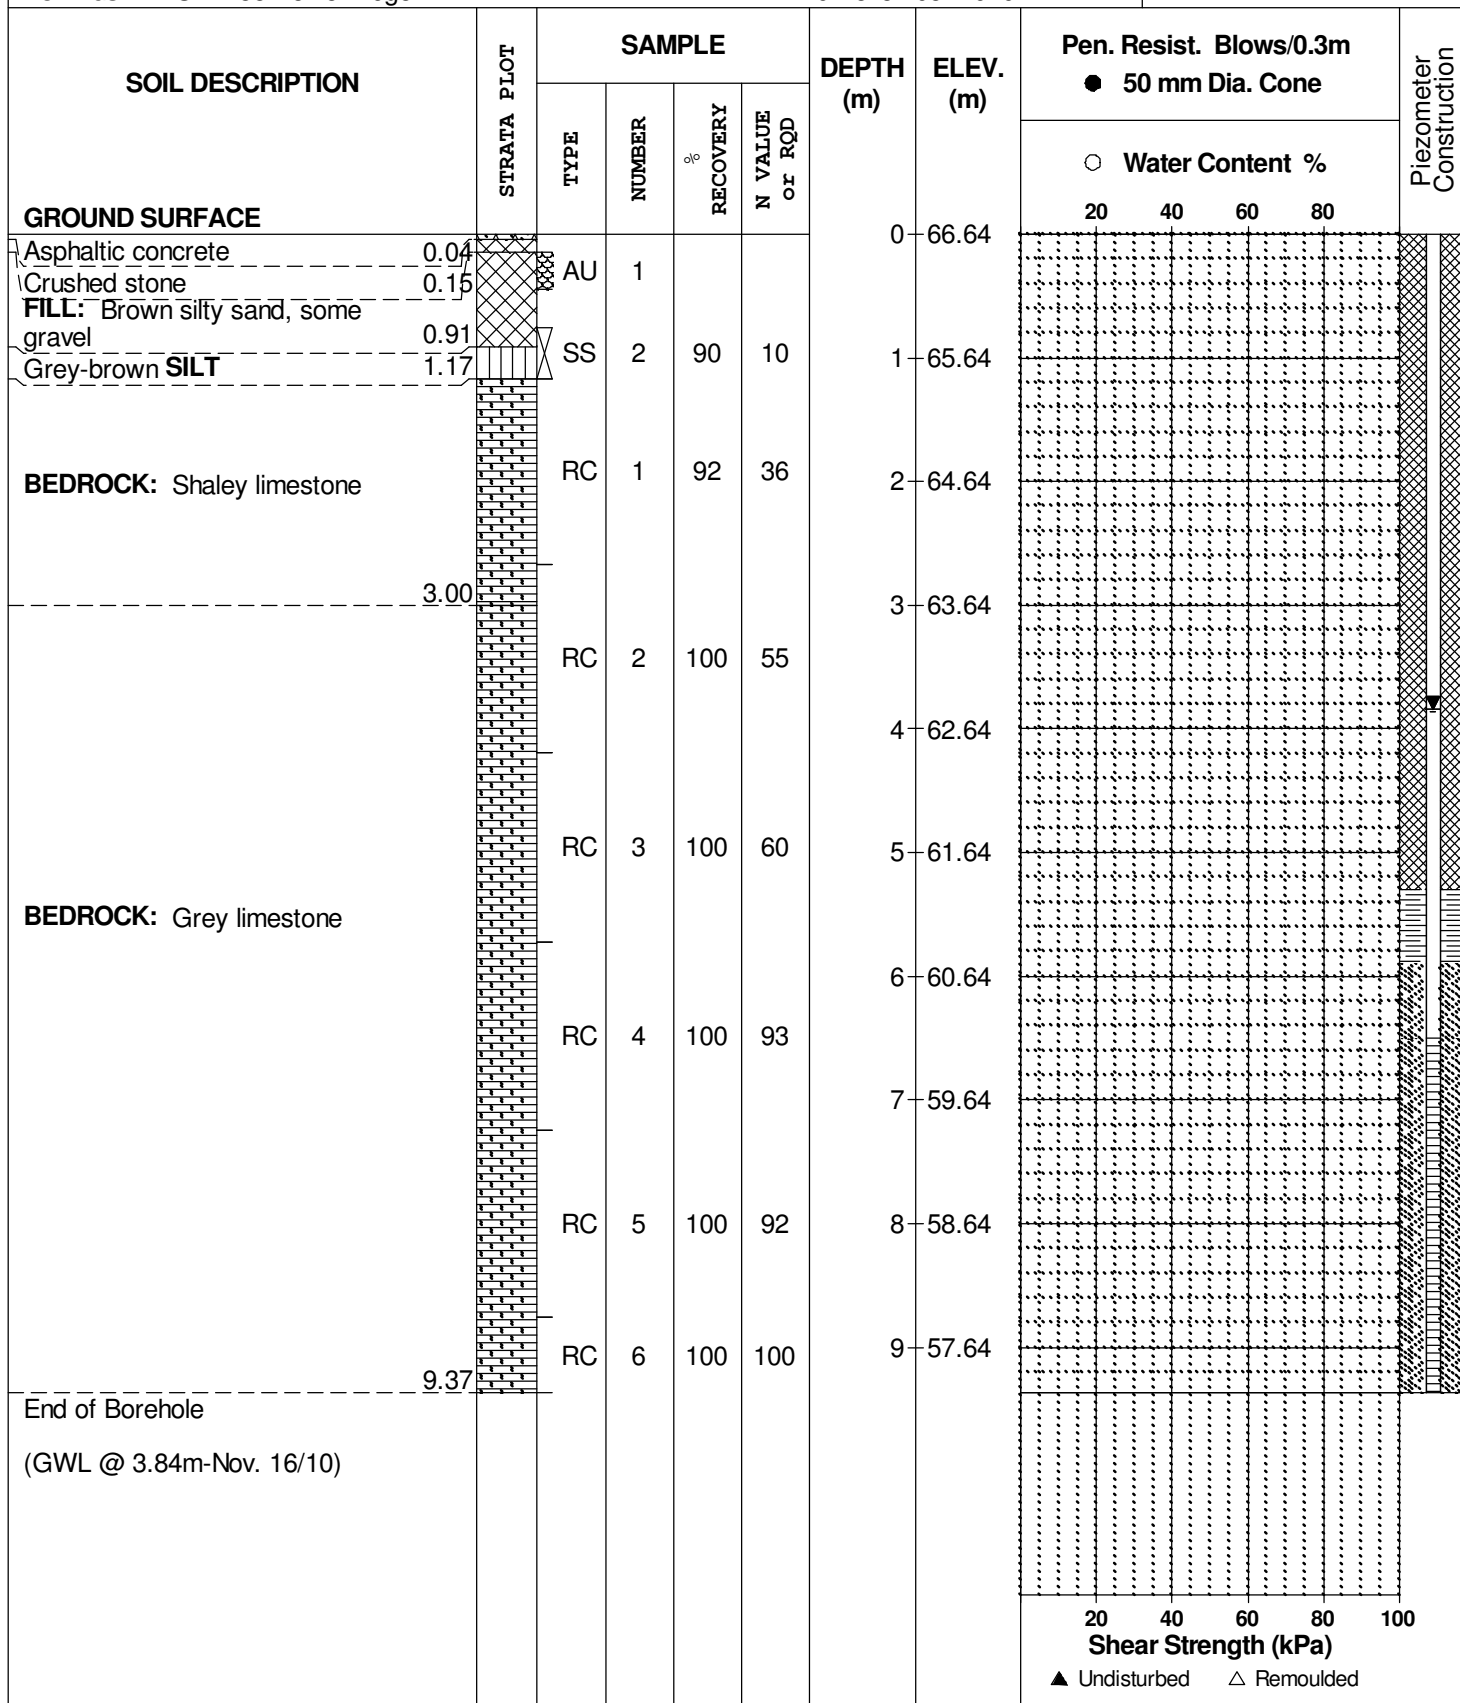 SOIL DESCRIPTION
STRATA PLOT
SAMPLE
TYPE
NUMBER
% RECOVERY
N VALUE or RQD
DEPTH (m)
ELEV. (m)
Pen. Resist. Blows/0.3m
● 50 mm Dia. Cone
○ Water Content %
Piezometer Construction
20 40 60 80
GROUND SURFACE
0 66.64
Asphaltic concrete 0.04
AU 1
Crushed stone 0.15
FILL: Brown silty sand, some
gravel 0.91
SS 2 90 10
1 65.64
Grey-brown SILT 1.17
BEDROCK: Shaley limestone
RC 1 92 36
2 64.64
3.00
3 63.64
RC 2 100 55
4 62.64
RC 3 100 60
5 61.64
BEDROCK: Grey limestone
6 60.64
RC 4 100 93
7 59.64
RC 5 100 92
8 58.64
RC 6 100 100
9 57.64
9.37
End of Borehole
(GWL @ 3.84m-Nov. 16/10)
20 40 60 80 100
Shear Strength (kPa)
▲ Undisturbed △ Remoulded